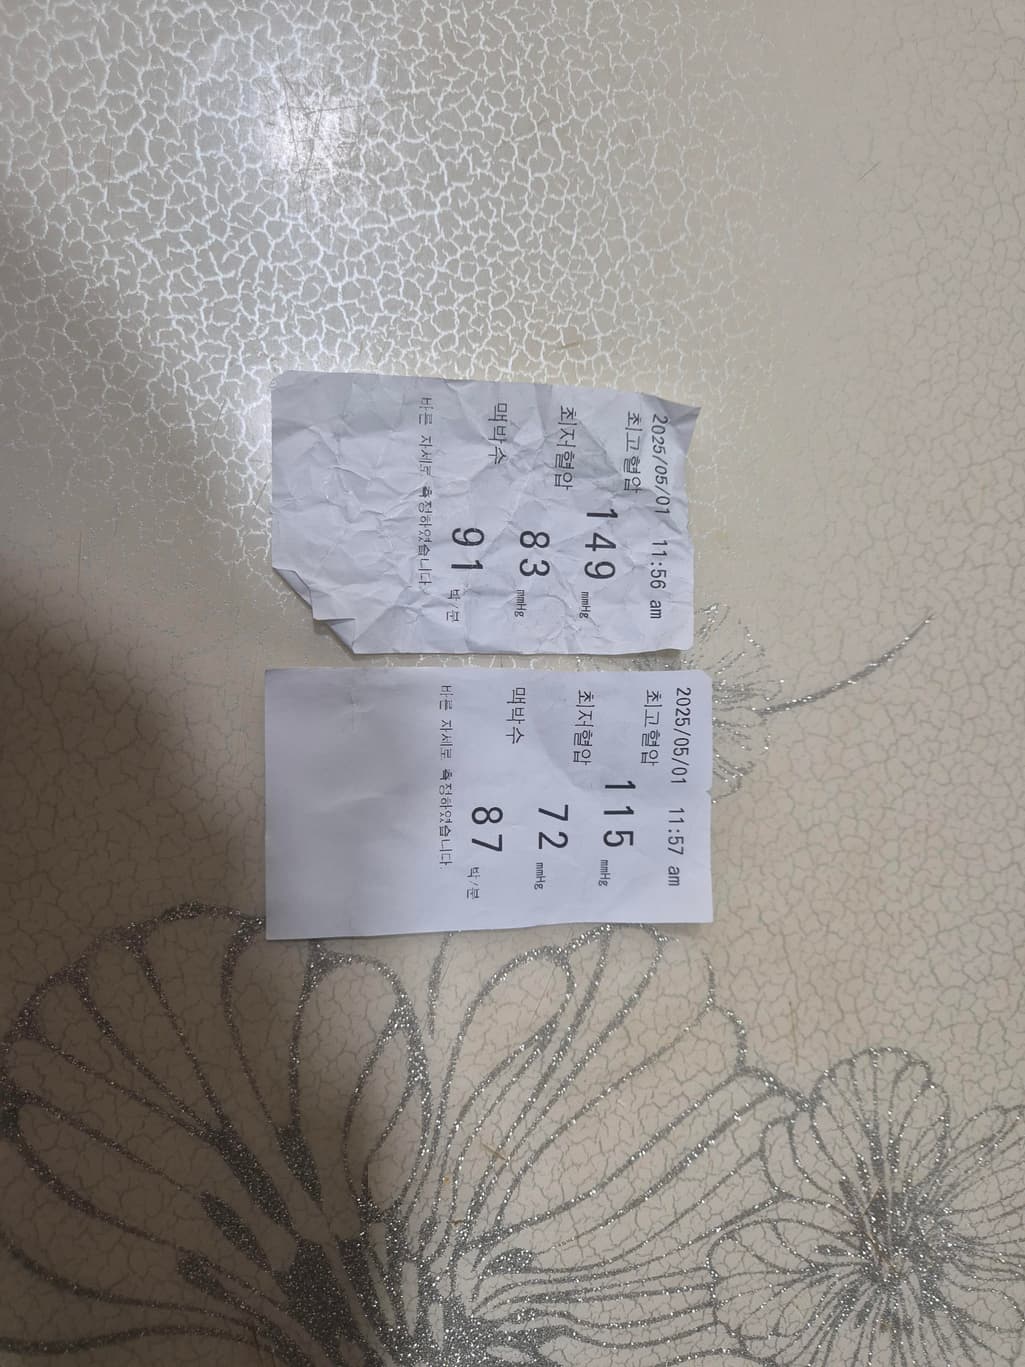 2025/05/01 11:56 am
최고혈압 149 mmHg
최저혈압 83 mmHg
맥박수 91 박/분
바른 자세로 측정하였습니다.
2025/05/01 11:57 am
최고혈압 115 mmHg
최저혈압 72 mmHg
맥박수 87 박/분
바른 자세로 측정하였습니다.